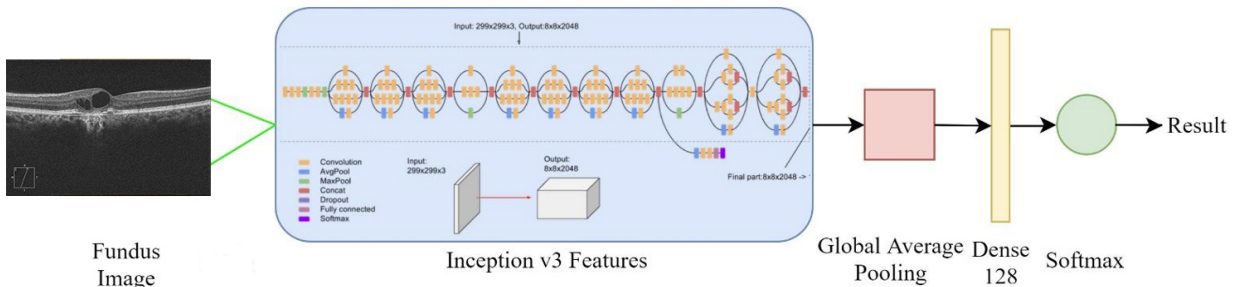 Input: 299x299x3, Output:8x8x2048
Convolution
AvgPool
MaxPool
Concat
Dropout
Fully connected
Softmax
Input:
299x299x3
Output:
8x8x2048
Final part:8x8x2048 ->
Result
Fundus
Image
Inception v3 Features
Global Average
Pooling
Dense
128
Softmax